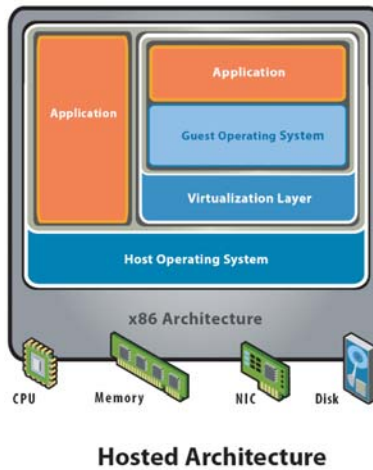 Application
Application
Guest Operating System
Virtualization Layer
Host Operating System
x86 Architecture
CPU
Memory
NIC
Disk
Hosted Architecture